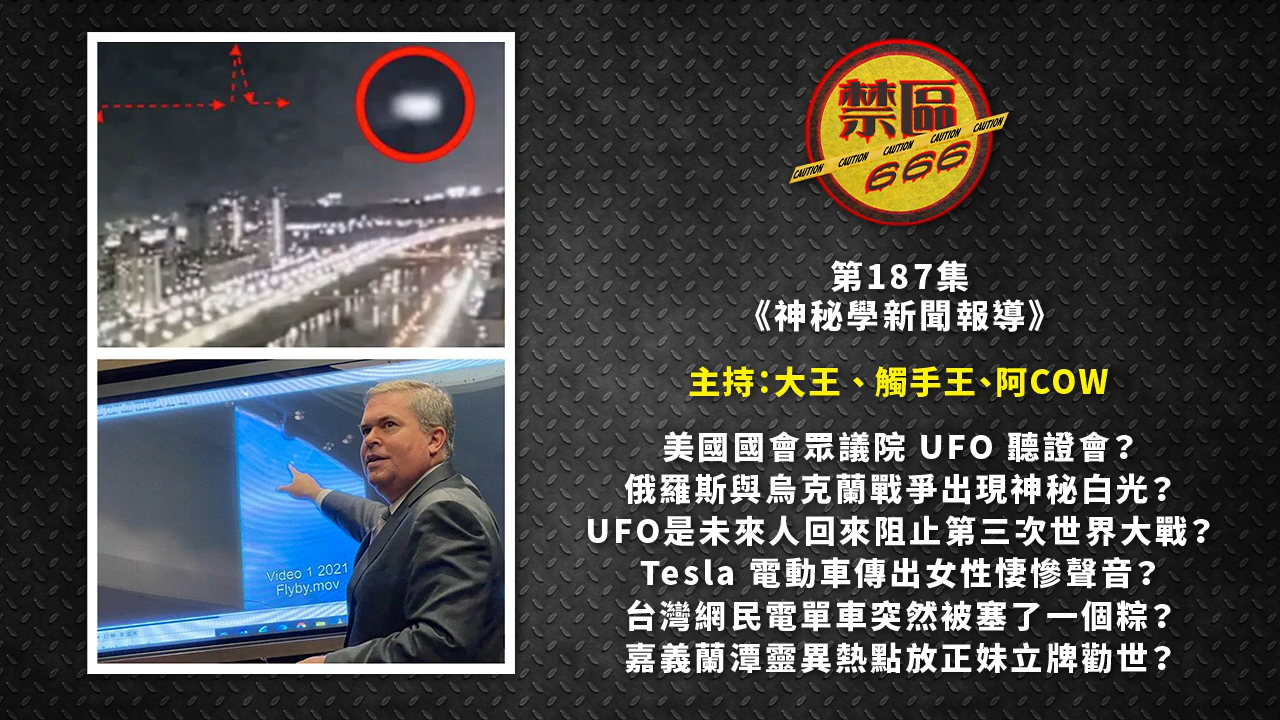 禁區
CAUTION CAUTION CAUTION CAUTION CAUTION
666
第187集
《神秘學新聞報導》
主持：大王、觸手王、阿COW
美國國會眾議院 UFO 聽證會？
俄羅斯與烏克蘭戰爭出現神秘白光？
UFO是未來人回來阻止第三次世界大戰？
Tesla 電動車傳出女性悽慘聲音？
台灣網民電單車突然被塞了一個粽？
嘉義蘭潭靈異熱點放正妹立牌勸世？
Video 1 2021
Flyby.mov